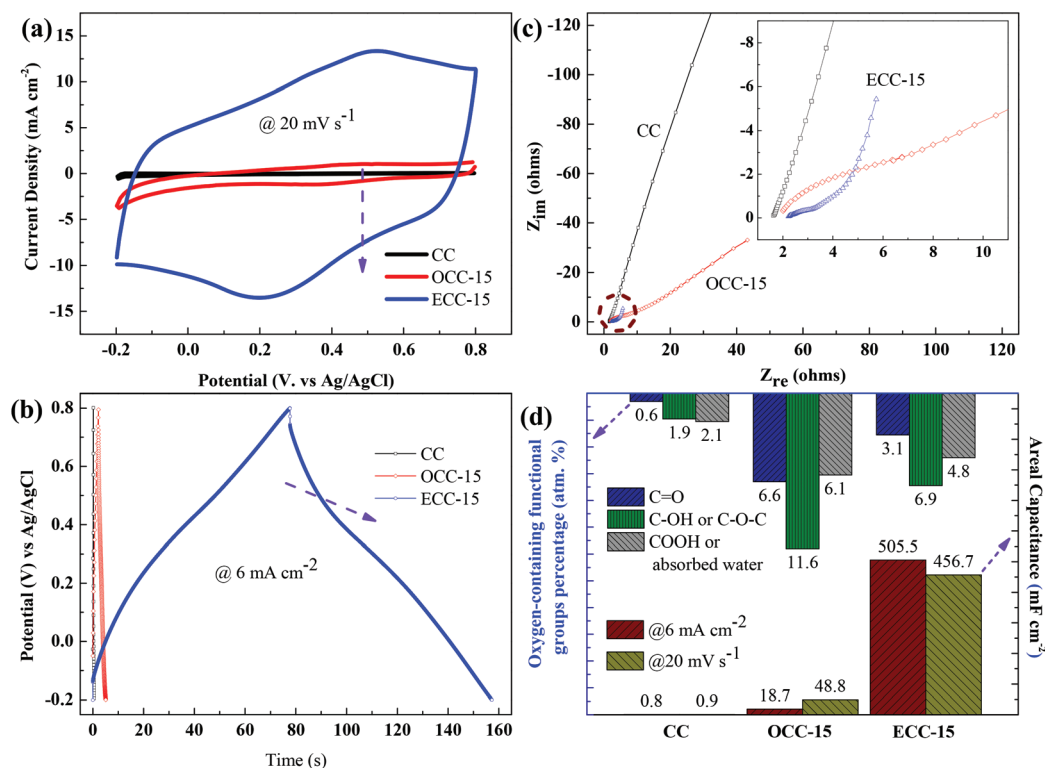 (a)
Current Density (mA cm-2)
15
10
5
0
-5
-10
-15
@ 20 mV s-1
CC
OCC-15
ECC-15
-0.2
0.0
0.2
0.4
0.6
0.8
Potential (V. vs Ag/AgCl)
(c)
Zim (ohms)
-120
-100
-80
-60
-40
-20
0
CC
OCC-15
0
20
40
60
80
100
120
Zre (ohms)
-8
-6
-4
-2
0
ECC-15
2
4
6
8
10
(b)
Potential (V) vs Ag/AgCl
0.8
0.6
0.4
0.2
0.0
-0.2
CC
OCC-15
ECC-15
@ 6 mA cm-2
0
20
40
60
80
100
120
140
160
Time (s)
(d)
Oxygen-containing functional
groups percentage (atm. %)
0.6
1.9
2.1
6.6
11.6
6.1
3.1
6.9
4.8
C=O
C-OH or C-O-C
COOH or
absorbed water
@6 mA cm-2
@20 mV s-1
0.8
0.9
18.7
48.8
505.5
456.7
CC
OCC-15
ECC-15
Areal Capacitance (mF cm-2)